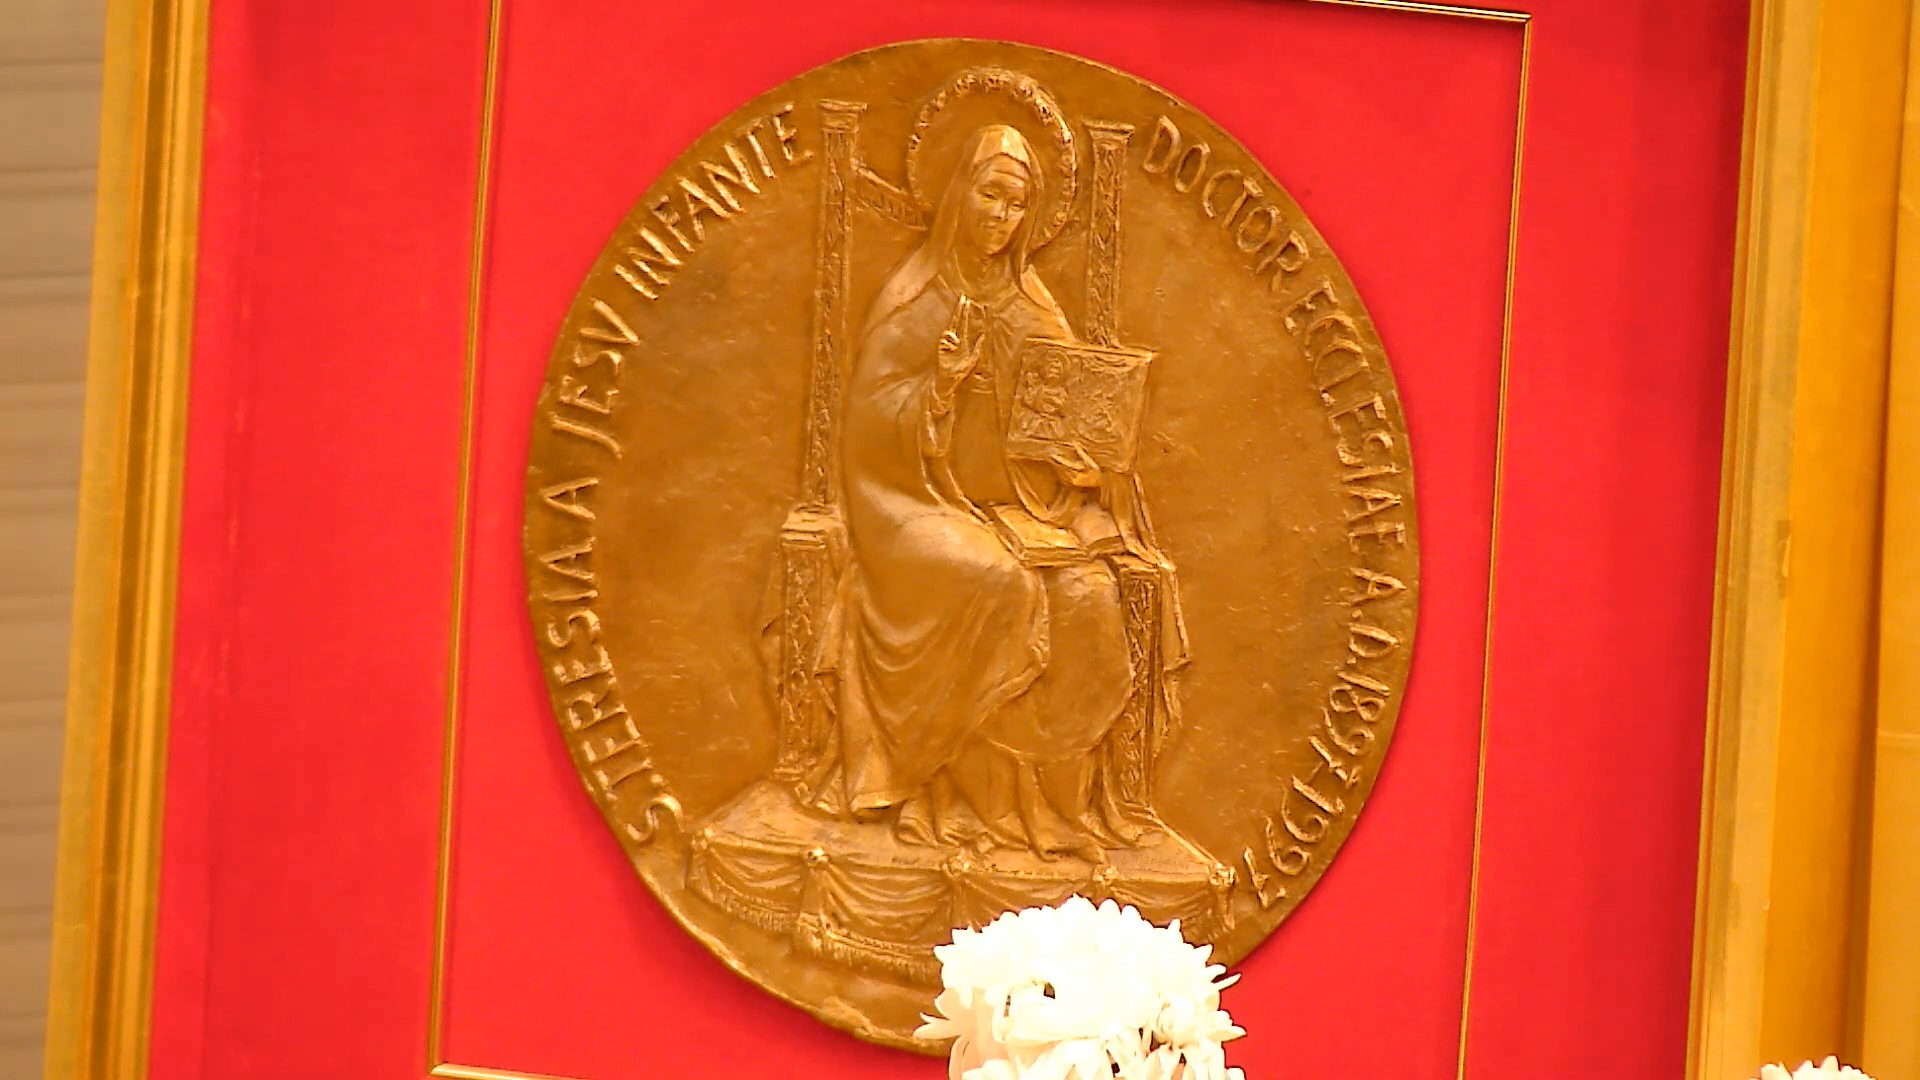 S. TERESIA A JESV INFANTE
DOCTOR ECCLESIAE A.D. 1897-1997